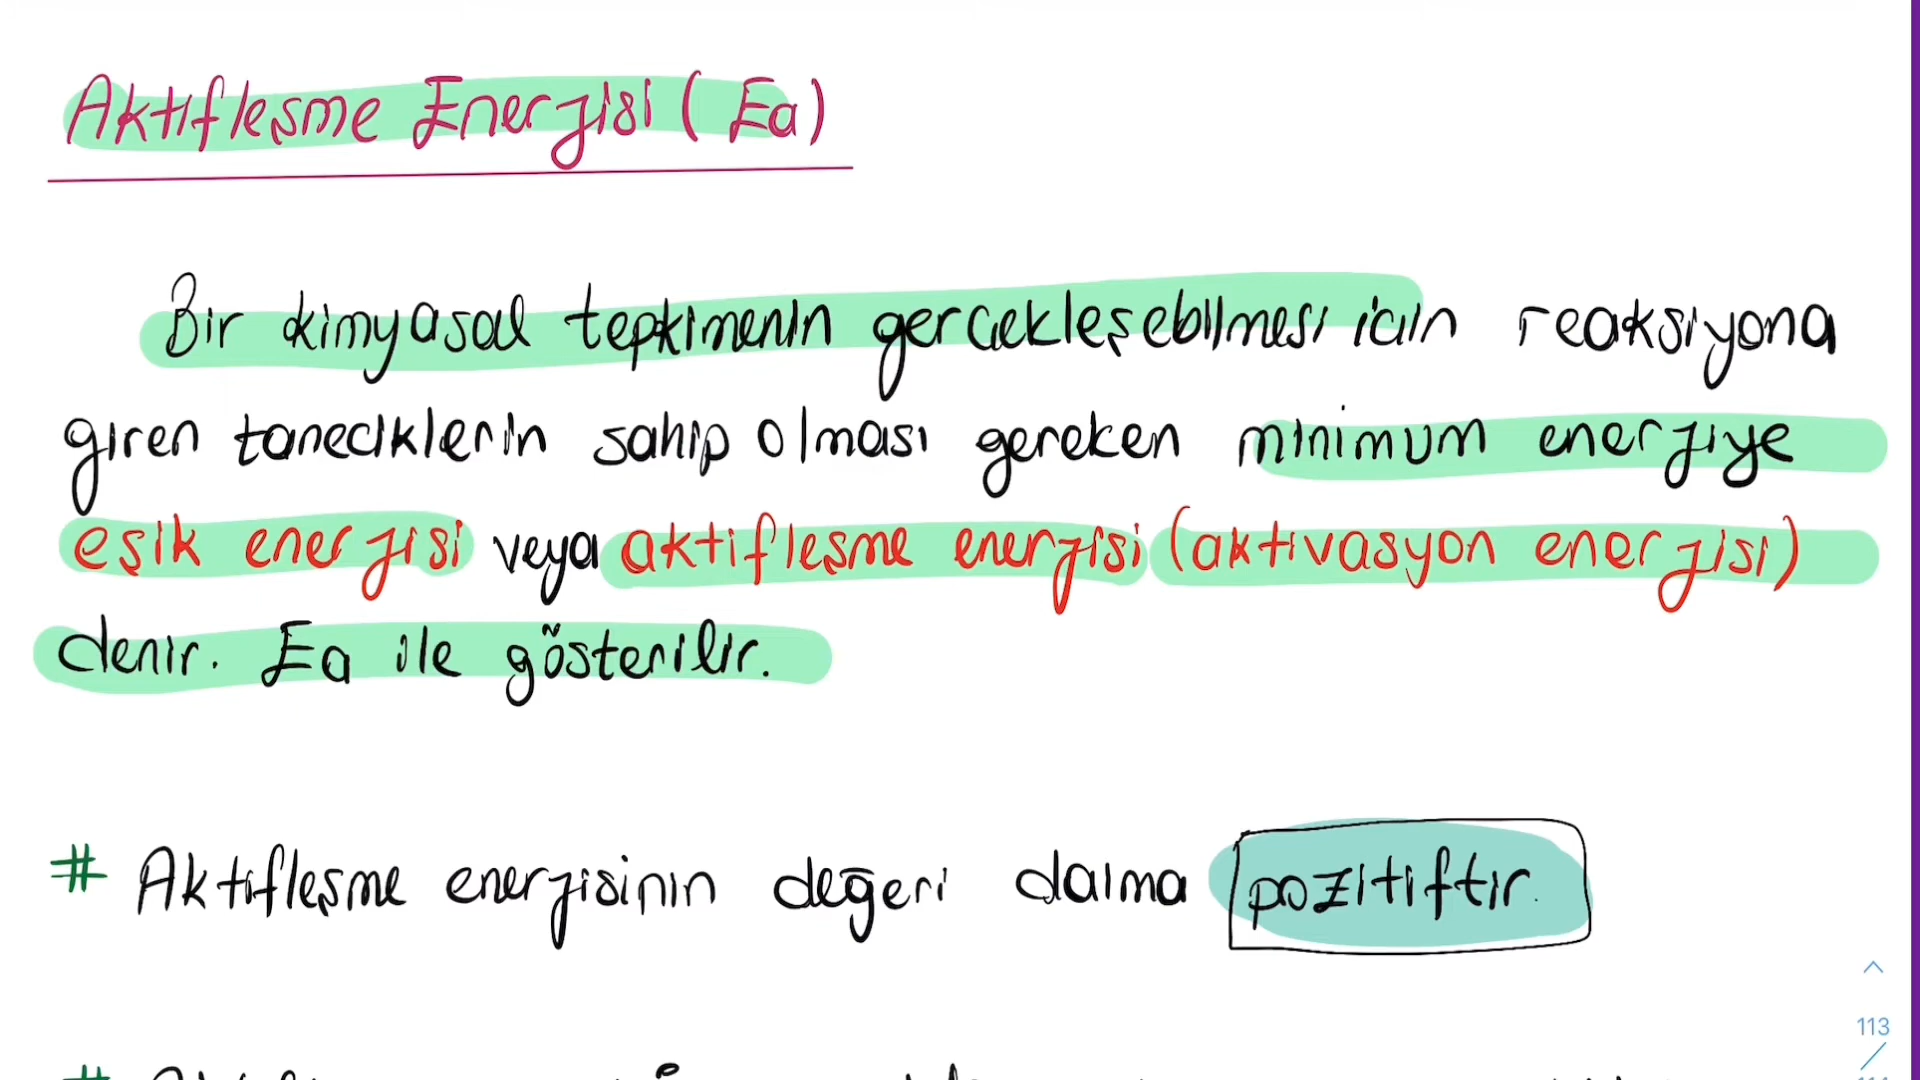 Aktifleşme Enerjisi (Ea)
Bir kimyasal tepkimenin gerçekleşebilmesi için reaksiyona
giren taneciklerin sahip olması gereken minimum enerjiye
eşik enerjisi veya aktifleşme enerjisi (aktivasyon enerjisi)
denir. Ea ile gösterilir.
# Aktifleşme enerjisinin değeri daima pozitiftir.
113
/